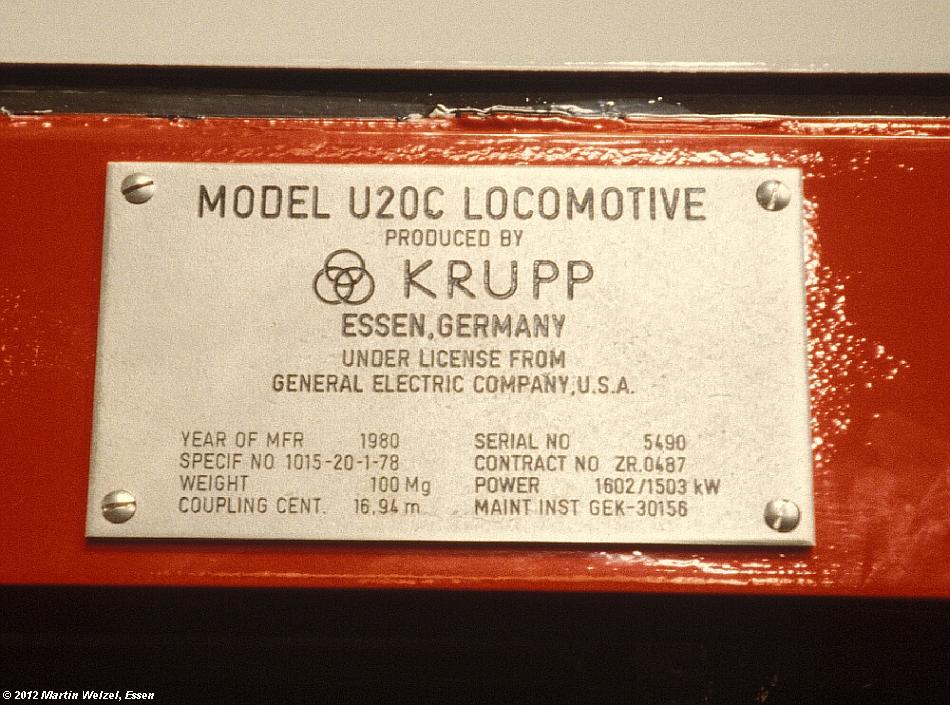 MODEL U20C LOCOMOTIVE
PRODUCED BY
KRUPP
ESSEN, GERMANY
UNDER LICENSE FROM
GENERAL ELECTRIC COMPANY, U.S.A.
YEAR OF MFR 1980 SERIAL NO 5490
SPECIF NO 1015-20-1-78 CONTRACT NO ZR.0487
WEIGHT 100 Mg POWER 1602/1503 kW
COUPLING CENT. 16,94 m MAINT INST GEK-30156
© 2012 Martin Welzel, Essen